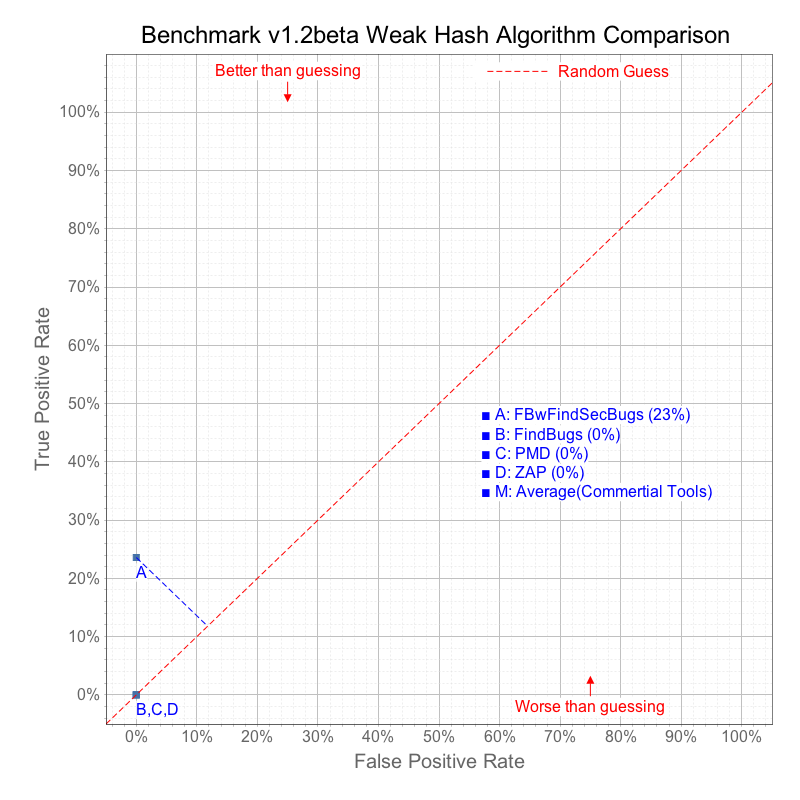 Benchmark v1.2beta Weak Hash Algorithm Comparison
Better than guessing
Random Guess
100%
90%
80%
70%
60%
50%
40%
30%
20%
10%
0%
True Positive Rate
A: FBwFindSecBugs (23%)
B: FindBugs (0%)
C: PMD (0%)
D: ZAP (0%)
M: Average(Commertial Tools)
A
B,C,D
Worse than guessing
0% 10% 20% 30% 40% 50% 60% 70% 80% 90% 100%
False Positive Rate